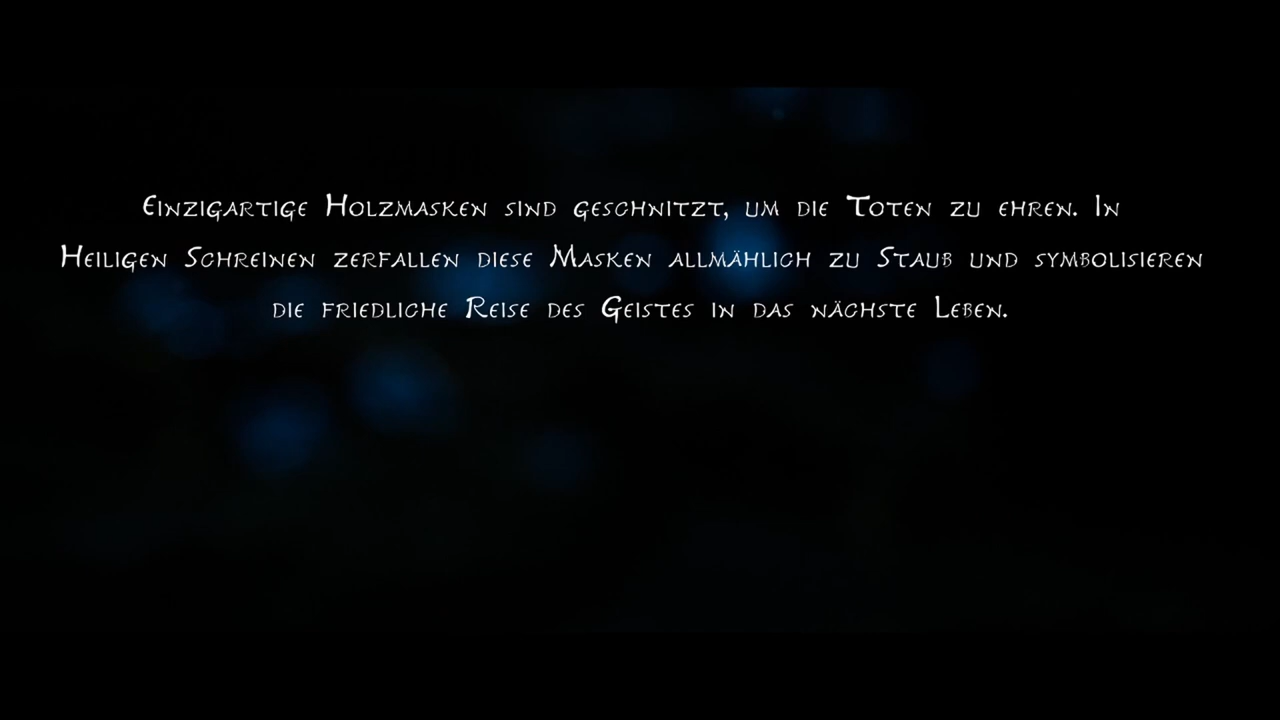 Einzigartige Holzmasken sind geschnitzt, um die Toten zu ehren. In
Heiligen Schreinen zerfallen diese Masken allmählich zu Staub und symbolisieren
die friedliche Reise des Geistes in das nächste Leben.